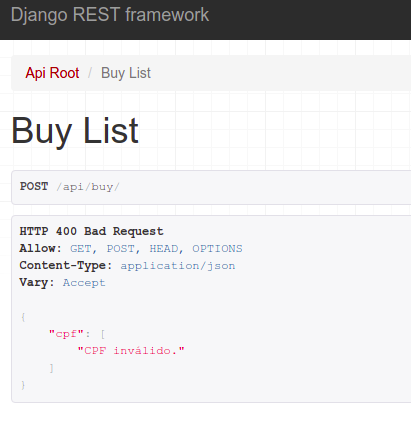 Django REST framework
Api Root / Buy List
Buy List
POST /api/buy/
HTTP 400 Bad Request
Allow: GET, POST, HEAD, OPTIONS
Content-Type: application/json
Vary: Accept
{
    "cpf": [
        "CPF inválido."
    ]
}